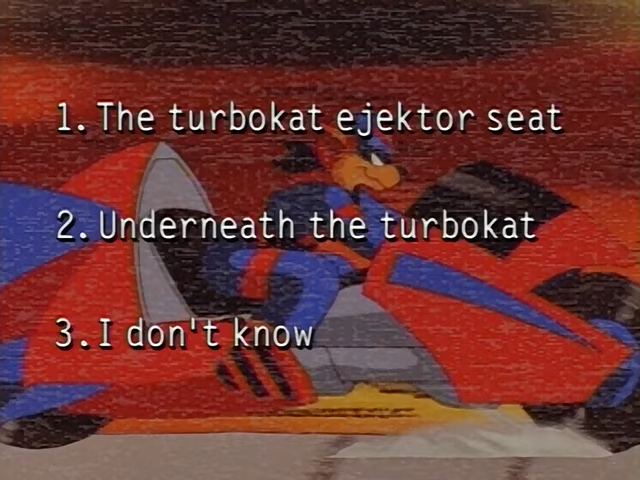 1. The turbokat ejektor seat
2. Underneath the turbokat
3. I don't know